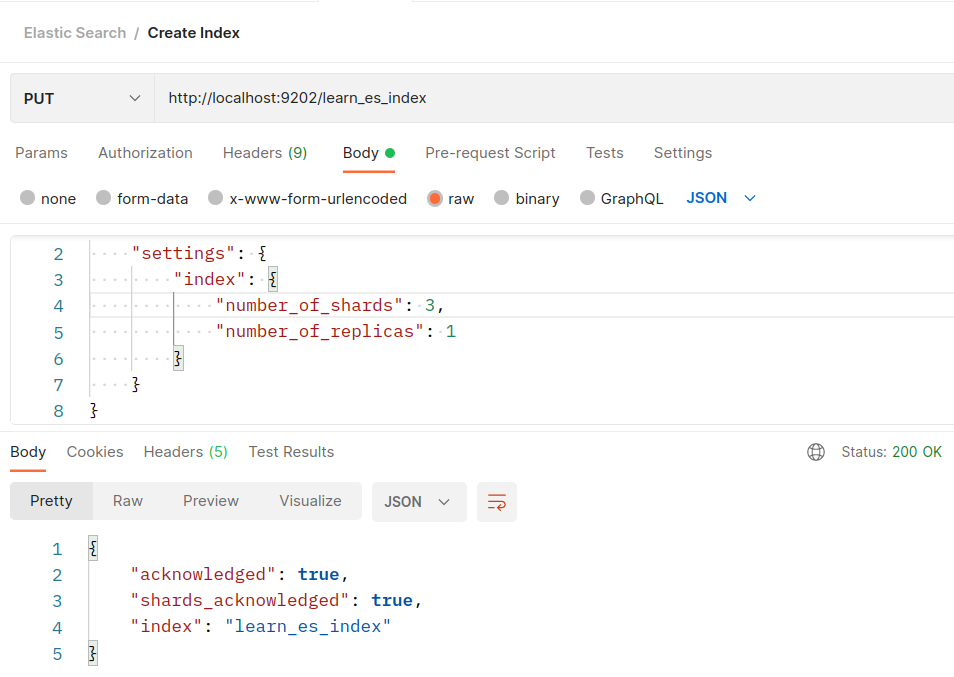 Elastic Search / Create Index
PUT http://localhost:9202/learn_es_index
Params Authorization Headers (9) Body Pre-request Script Tests Settings
none form-data x-www-form-urlencoded raw binary GraphQL JSON
2 "settings": {
3 "index": {
4 "number_of_shards": 3,
5 "number_of_replicas": 1
6 }
7 }
8 }
Body Cookies Headers (5) Test Results Status: 200 OK
Pretty Raw Preview Visualize JSON
1 {
2 "acknowledged": true,
3 "shards_acknowledged": true,
4 "index": "learn_es_index"
5 }